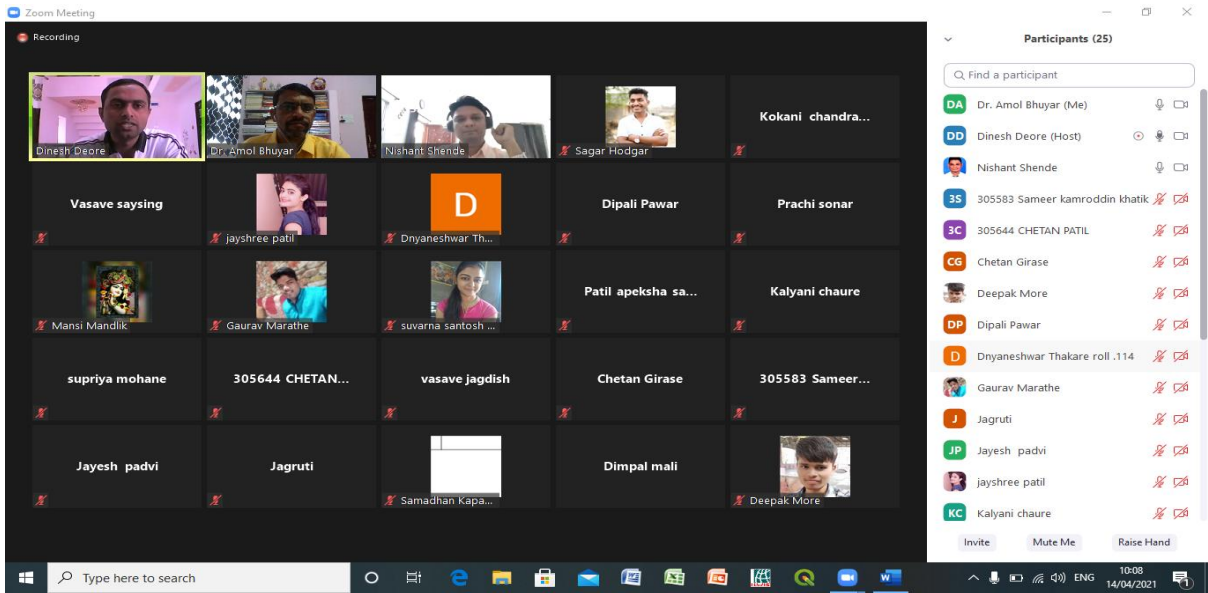 Zoom Meeting
Recording
Dinesh Deore
Dr. Amol Bhuyar
Nishant Shende
Sagar Hodgar
Kokani chandra...
Vasave saysing
jayshree patil
D
Dnyaneshwar Th...
Dipali Pawar
Prachi sonar
Mansi Mandlik
Gaurav Marathe
suvarna santosh ...
Patil apeksha sa...
Kalyani chaure
supriya mohane
305644 CHETAN...
vasave jagdish
Chetan Girase
305583 Sameer...
Jayesh padvi
Jagruti
Samadhan Kapa...
Dimpal mali
Deepak More
Participants (25)
Find a participant
DA Dr. Amol Bhuyar (Me)
DD Dinesh Deore (Host)
Nishant Shende
3S 305583 Sameer kamroddin khatik
3C 305644 CHETAN PATIL
CG Chetan Girase
Deepak More
DP Dipali Pawar
D Dnyaneshwar Thakare roll .114
Gaurav Marathe
J Jagruti
JP Jayesh padvi
jayshree patil
KC Kalyani chaure
Invite Mute Me Raise Hand
Type here to search
ENG
10:08
14/04/2021